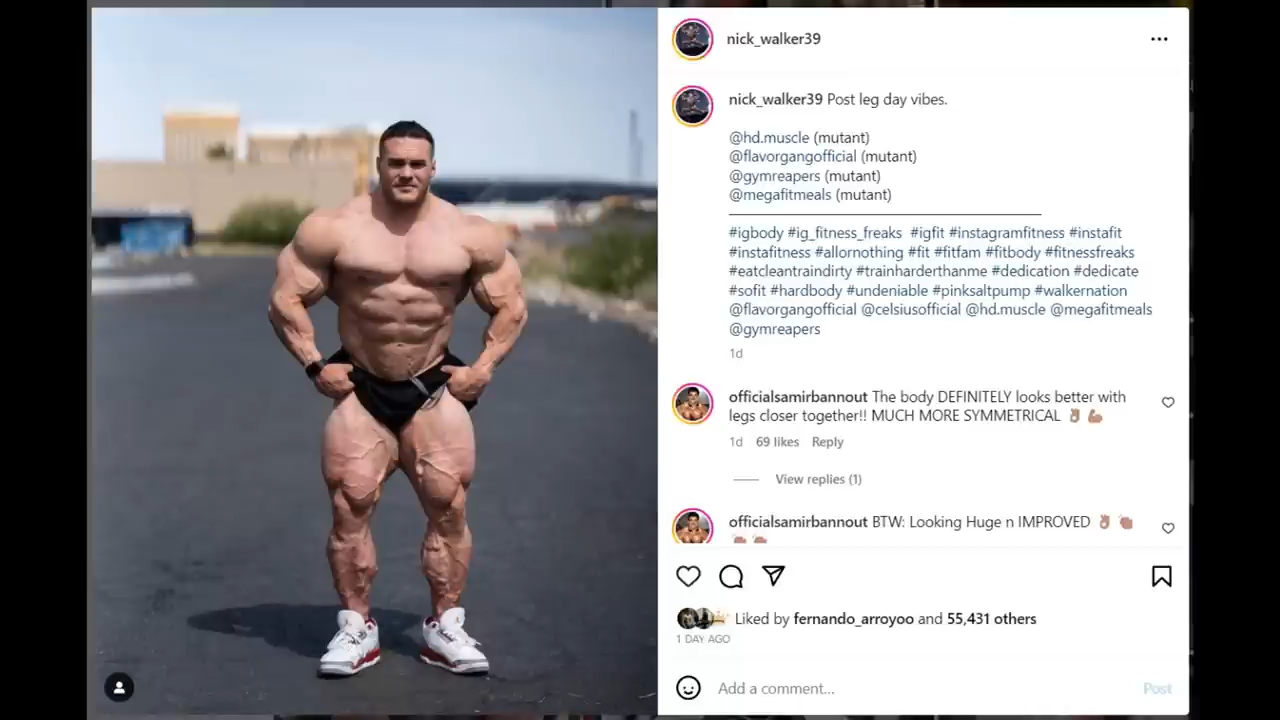 nick_walker39
nick_walker39 Post leg day vibes.
@hd.muscle (mutant)
@flavorgangofficial (mutant)
@gymreapers (mutant)
@megafitmeals (mutant)
#igbody #ig_fitness_freaks #igfit #instagramfitness #instafit
#instafitness #allornothing #fit #fitfam #fitbody #fitnessfreaks
#eatcleantraindirty #trainharderthanme #dedication #dedicate
#sofit #hardbody #undeniable #pinksaltpump #walkernation
@flavorgangofficial @celsiusofficial @hd.muscle @megafitmeals
@gymreapers
1d
officialsamirbannout The body DEFINITELY looks better with
legs closer together!! MUCH MORE SYMMETRICAL 👌🏽 💪🏽
1d 69 likes Reply
View replies (1)
officialsamirbannout BTW: Looking Huge n IMPROVED 👌🏽 👏🏽
👏🏽 👏🏽
Liked by fernando_arroyoo and 55,431 others
1 DAY AGO
Add a comment...
Post